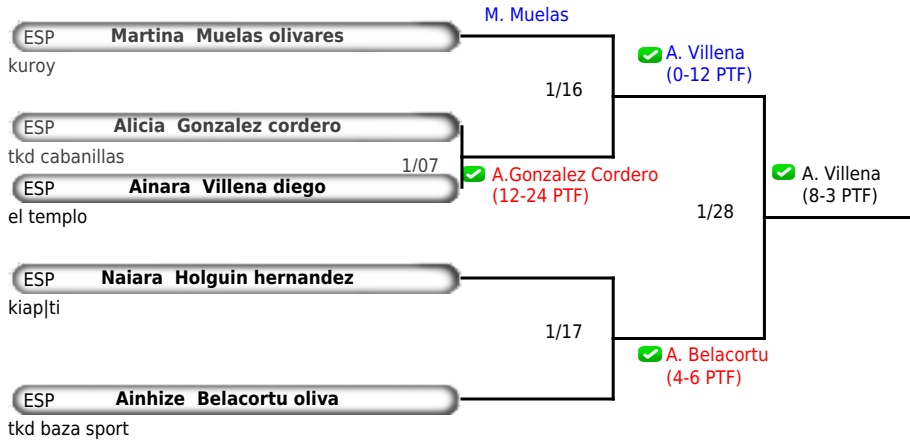 M. Muelas
ESP Martina Muelas olivares
kuroy
A. Villena
(0-12 PTF)
1/16
ESP Alicia Gonzalez cordero
tkd cabanillas
1/07
A.Gonzalez Cordero
(12-24 PTF)
ESP Ainara Villena diego
el templo
A. Villena
(8-3 PTF)
1/28
ESP Naiara Holguin hernandez
kiap|ti
1/17
A. Belacortu
(4-6 PTF)
ESP Ainhize Belacortu oliva
tkd baza sport